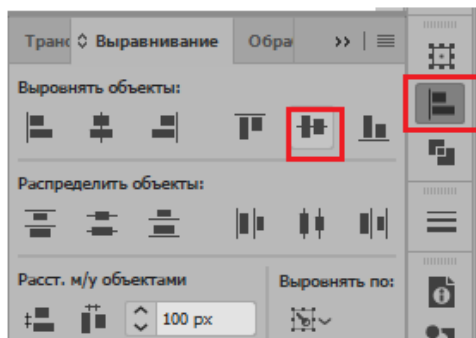 Транс Выравнивание Обра
Выровнять объекты:
Распределить объекты:
Расст. м/у объектами Выровнять по:
100 px